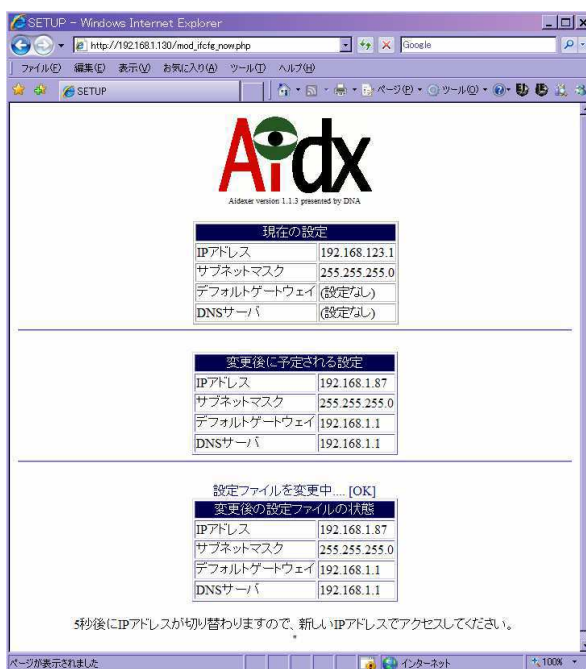 SETUP - Windows Internet Explorer
http://192.168.1.130/mod_ifcfg_now.php
Google
ファイル(F) 編集(E) 表示(V) お気に入り(A) ツール(T) ヘルプ(H)
SETUP
ページ(P) ツール(O)
Aidx
Aidexer version 1.1.3 presented by DNA
現在の設定
IPアドレス 192.168.123.1
サブネットマスク 255.255.255.0
デフォルトゲートウェイ (設定なし)
DNSサーバ (設定なし)
変更後に予定される設定
IPアドレス 192.168.1.87
サブネットマスク 255.255.255.0
デフォルトゲートウェイ 192.168.1.1
DNSサーバ 192.168.1.1
設定ファイルを変更中.... [OK]
変更後の設定ファイルの状態
IPアドレス 192.168.1.87
サブネットマスク 255.255.255.0
デフォルトゲートウェイ 192.168.1.1
DNSサーバ 192.168.1.1
5秒後にIPアドレスが切り替わりますので、新しいIPアドレスでアクセスしてください。
*
ページが表示されました インターネット 100%